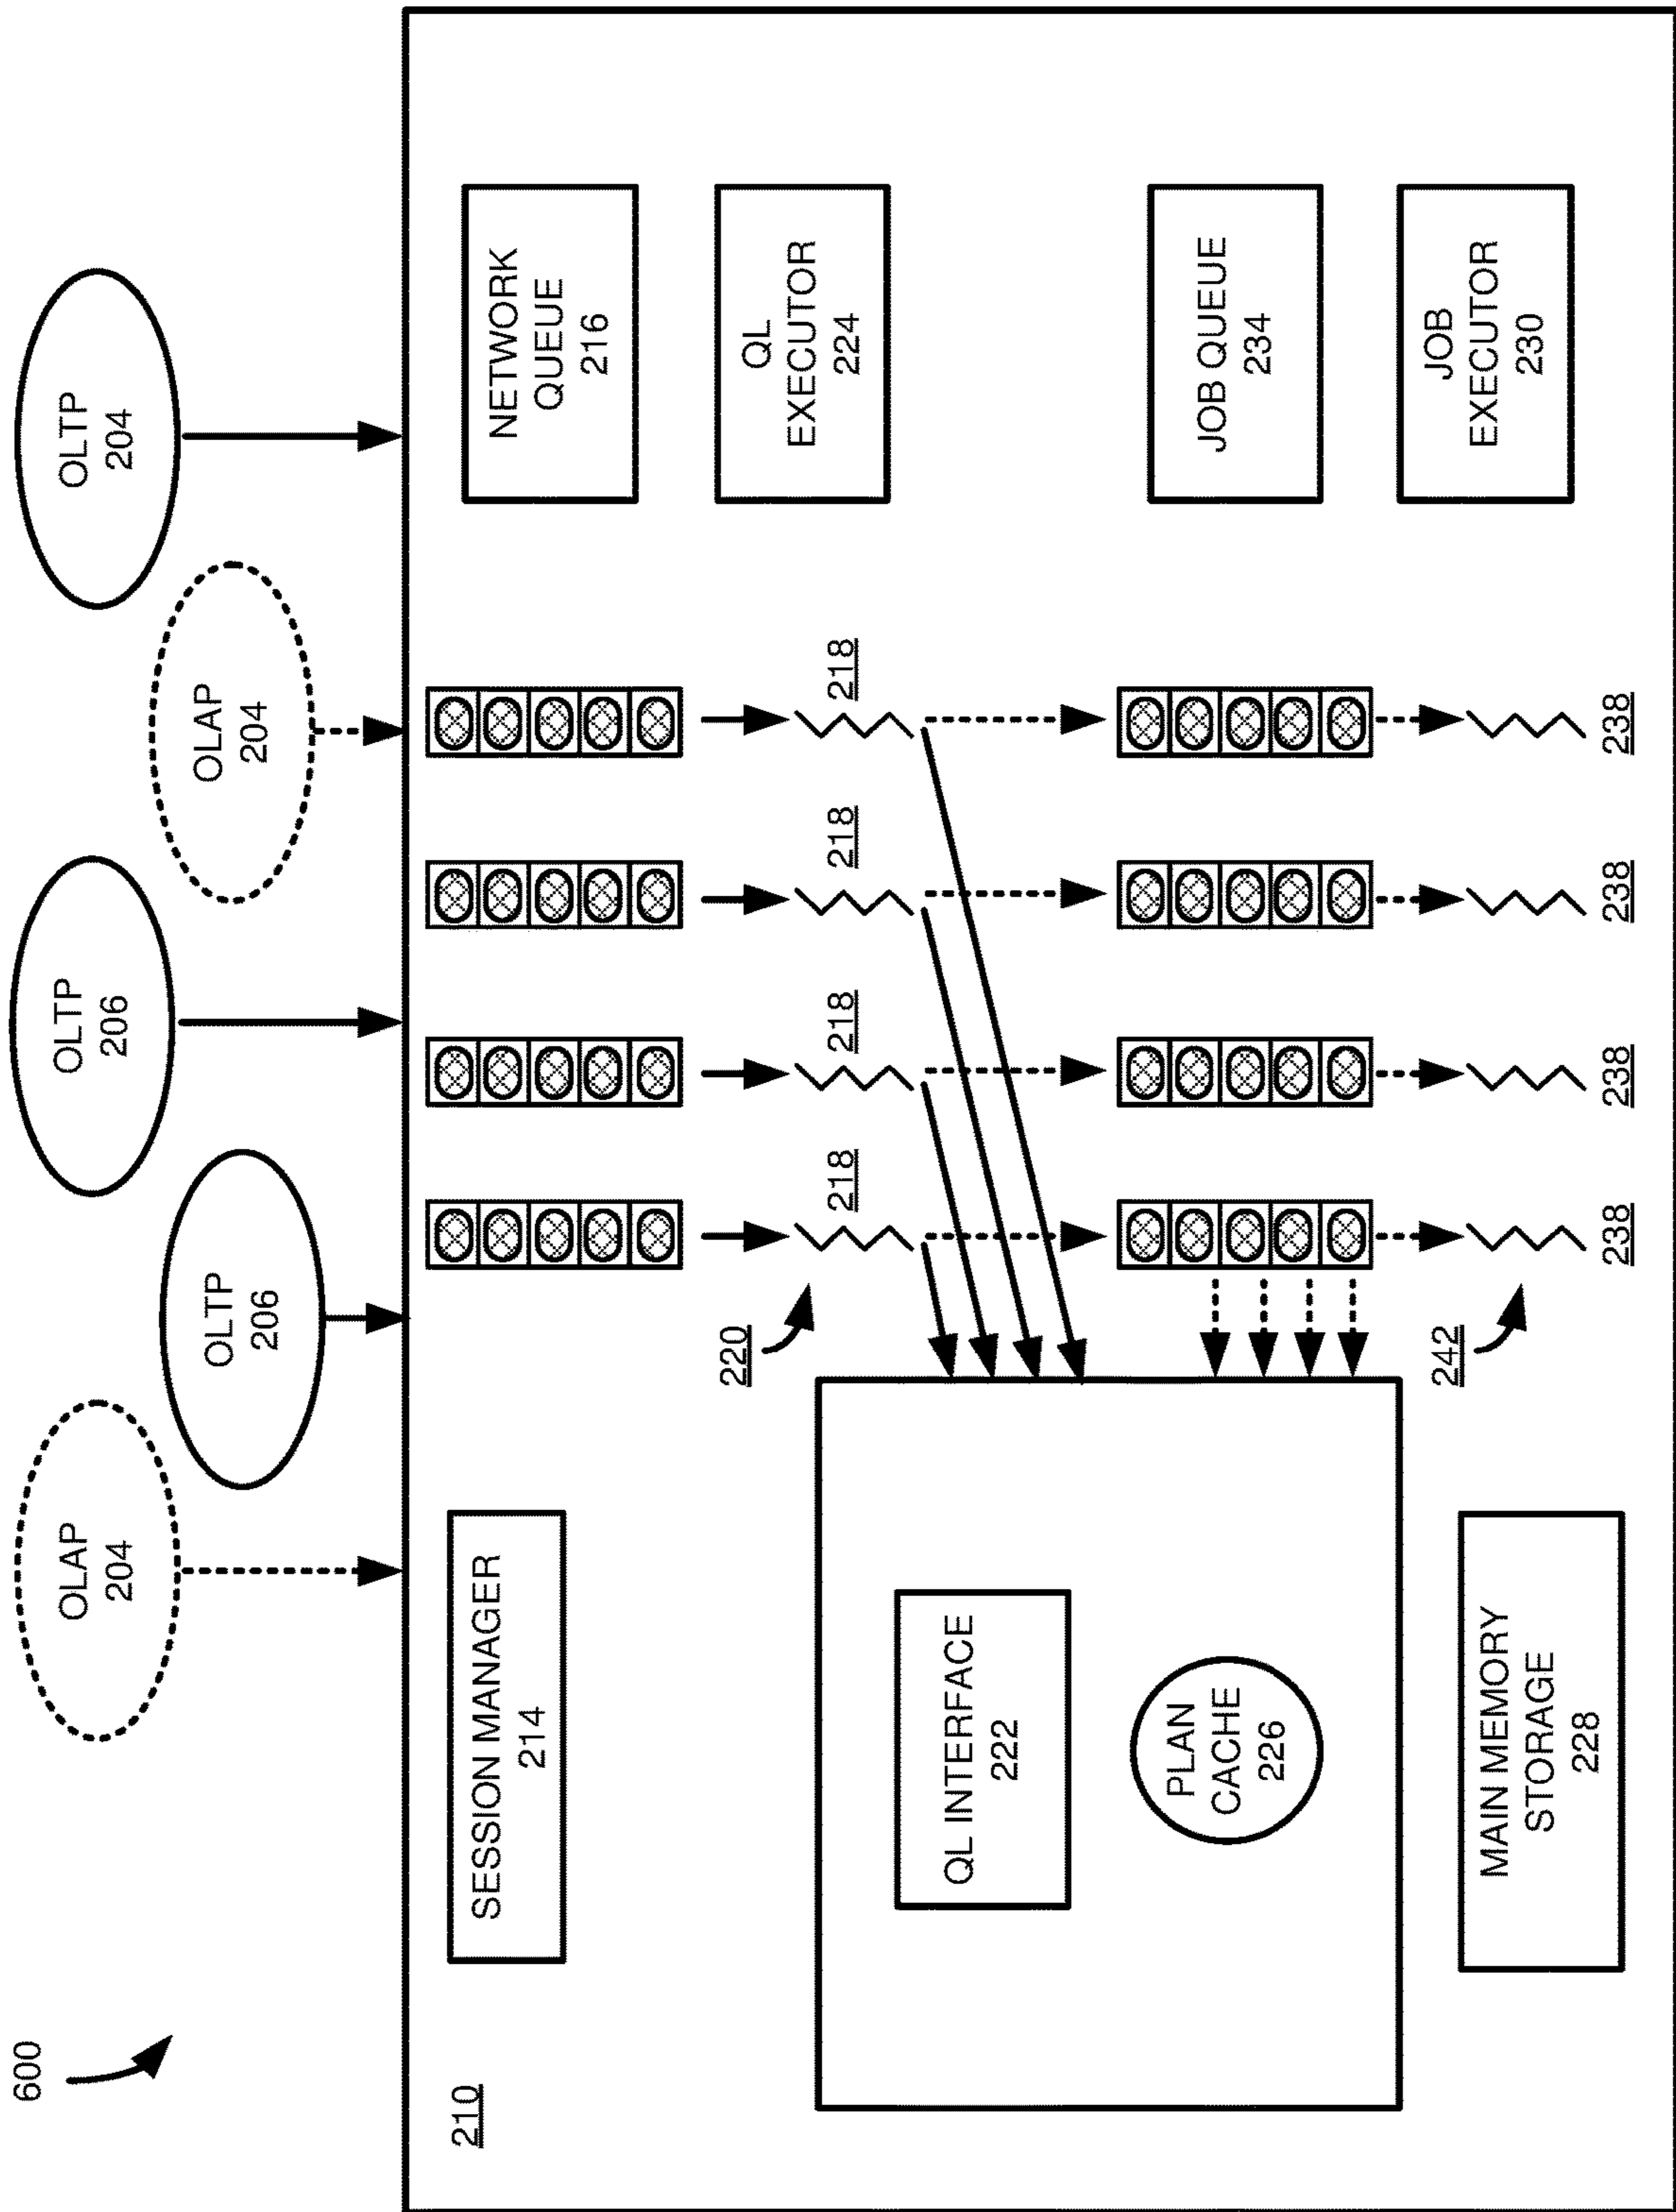 600
OLAP
204
OLTP
206
OLTP
206
OLAP
204
OLTP
204
210
SESSION MANAGER
214
NETWORK
QUEUE
216
220
218
218
218
218
QL
EXECUTOR
224
QL INTERFACE
222
PLAN
CACHE
226
JOB QUEUE
234
MAIN MEMORY
STORAGE
228
242
238
238
238
238
JOB
EXECUTOR
230